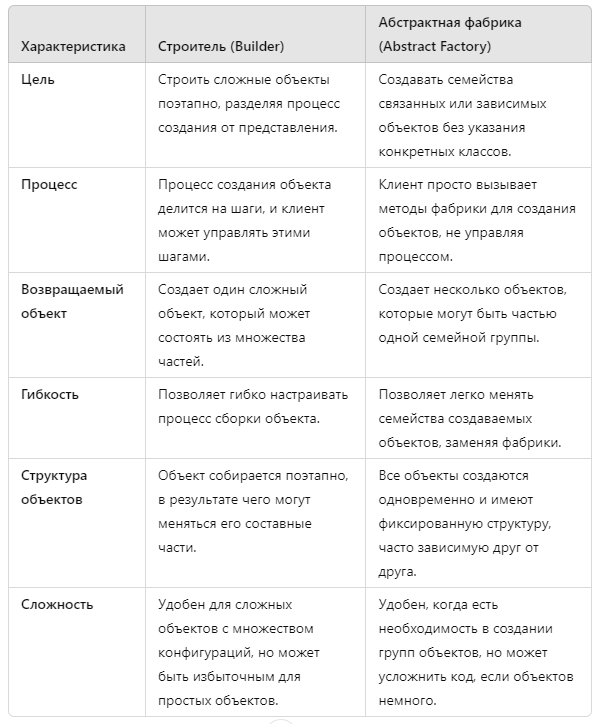 Характеристика
Строитель (Builder)
Абстрактная фабрика
(Abstract Factory)
Цель
Строить сложные объекты
поэтапно, разделяя процесс
создания от представления.
Создавать семейства
связанных или зависимых
объектов без указания
конкретных классов.
Процесс
Процесс создания объекта
делится на шаги, и клиент
может управлять этими
шагами.
Клиент просто вызывает
методы фабрики для создания
объектов, не управляя
процессом.
Возвращаемый
объект
Создает один сложный
объект, который может
состоять из множества
частей.
Создает несколько объектов,
которые могут быть частью
одной семейной группы.
Гибкость
Позволяет гибко настраивать
процесс сборки объекта.
Позволяет легко менять
семейства создаваемых
объектов, заменяя фабрики.
Структура
объектов
Объект собирается поэтапно,
в результате чего могут
меняться его составные
части.
Все объекты создаются
одновременно и имеют
фиксированную структуру,
часто зависимую друг от
друга.
Сложность
Удобен для сложных
объектов с множеством
конфигураций, но может
быть избыточным для
простых объектов.
Удобен, когда есть
необходимость в создании
групп объектов, но может
усложнить код, если объектов
немного.